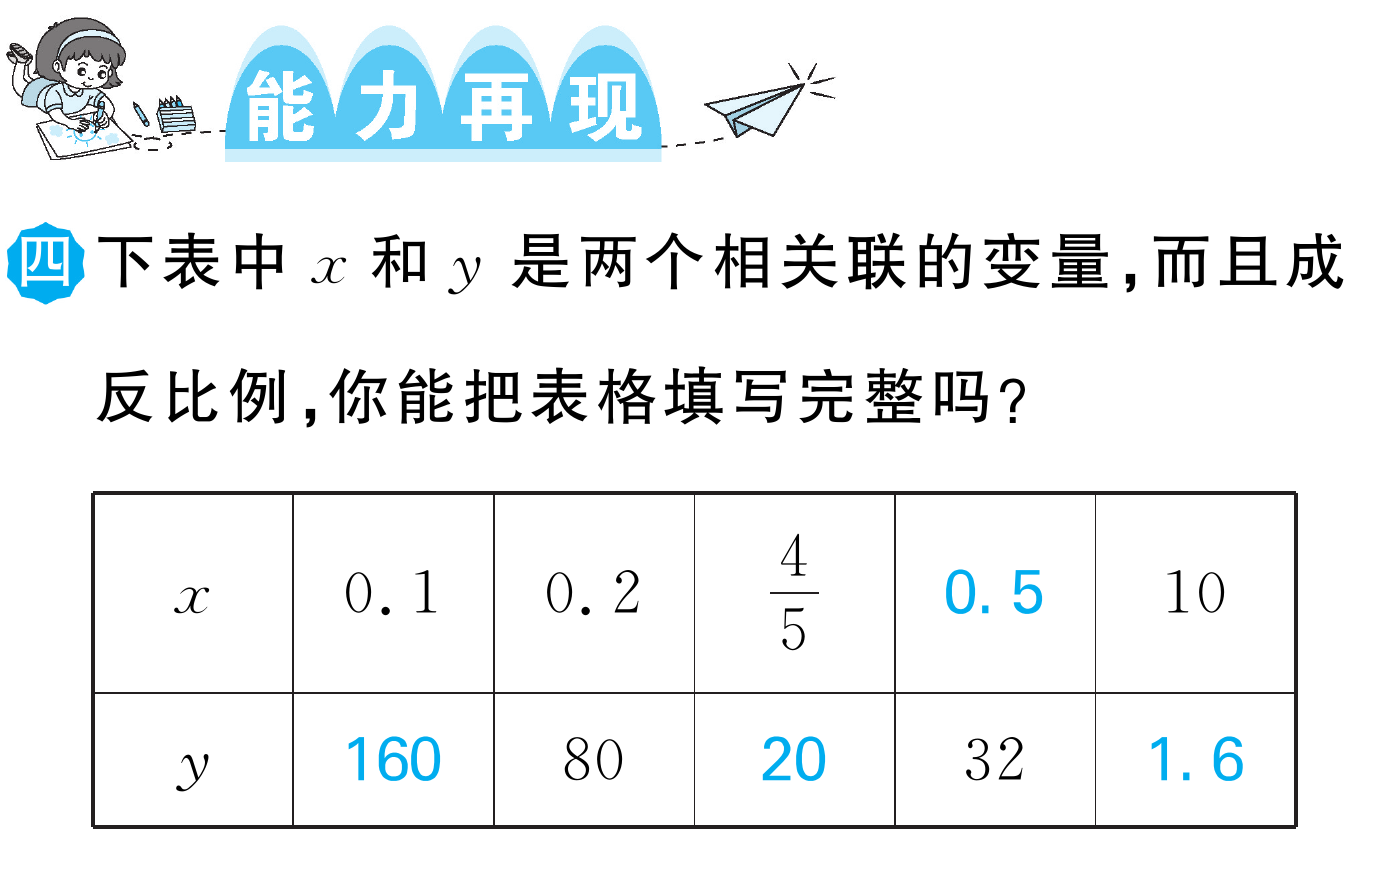 能力再现
四 下表中 x 和 y 是两个相关联的变量,而且成
反比例,你能把表格填写完整吗?
x 0.1 0.2 4/5 0.5 10
y 160 80 20 32 1.6